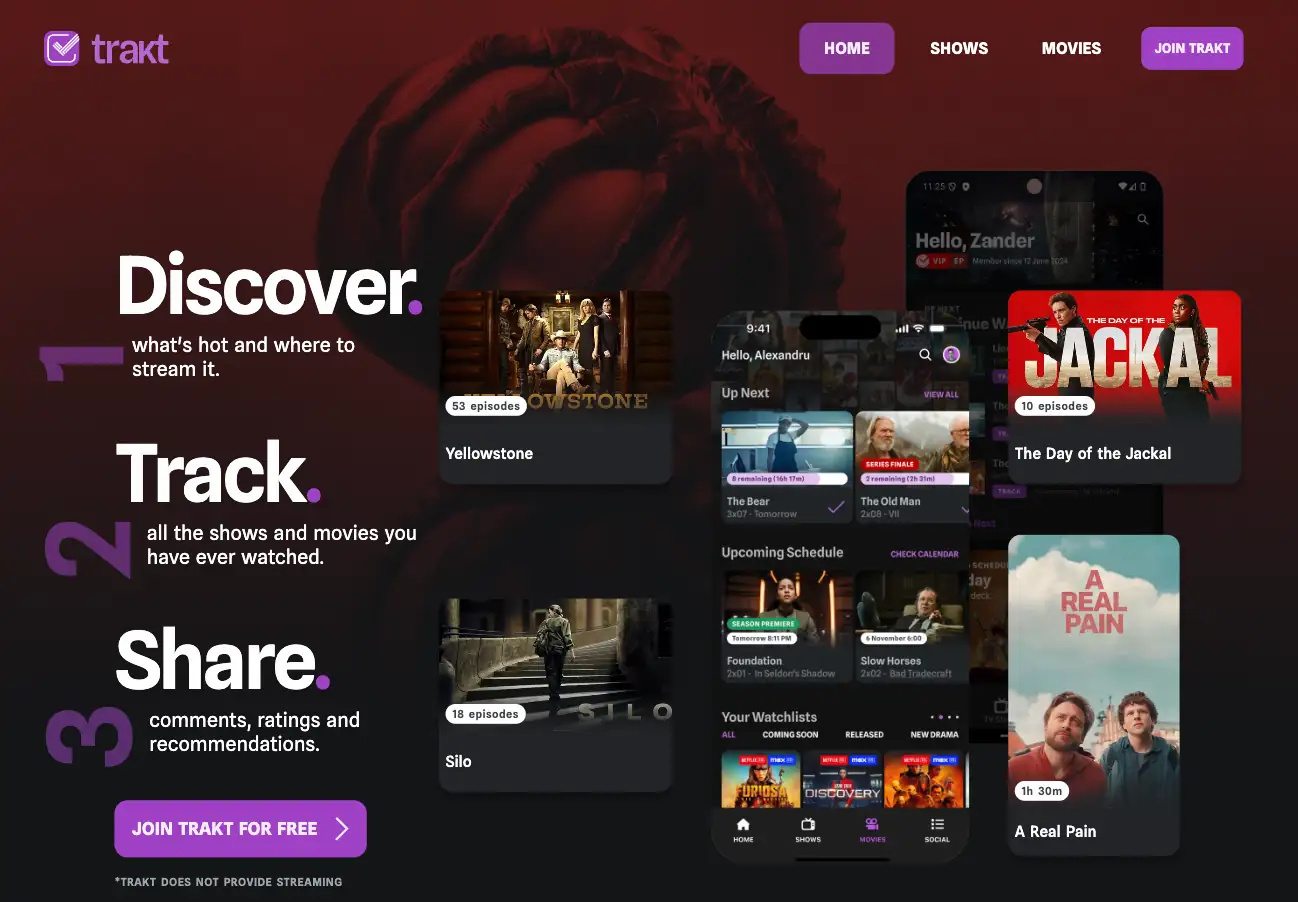 trakt
HOME
SHOWS
MOVIES
JOIN TRAKT
Discover.
1
what's hot and where to
stream it.
Track.
2
all the shows and movies you
have ever watched.
Share.
3
comments, ratings and
recommendations.
JOIN TRAKT FOR FREE
*TRAKT DOES NOT PROVIDE STREAMING
YELLOWSTONE
53 episodes
Yellowstone
SILO
18 episodes
Silo
11:25
Hello, Zander
VIP EP Member since 12 June 2024
9:41
Hello, Alexandru
Up Next
VIEW ALL
8 remaining (16h 17m)
The Bear
3x07 - Tomorrow
SERIES FINALE
2 remaining (2h 31m)
The Old Man
2x08 - VII
Upcoming Schedule
CHECK CALENDAR
SEASON PREMIERE
Tomorrow 8:11 PM
Foundation
2x01 - In Seldon's Shadow
6 November 6:00
Slow Horses
2x02 - Bad Tradecraft
Your Watchlists
ALL
COMING SOON
RELEASED
NEW DRAMA
NETFLIX
max
FURIOSA
NETFLIX
max
DISCOVERY
NETFLIX
max
HOME
SHOWS
MOVIES
SOCIAL
TRACK
THE DAY OF THE
JACKAL
10 episodes
The Day of the Jackal
A
REAL
PAIN
1h 30m
A Real Pain